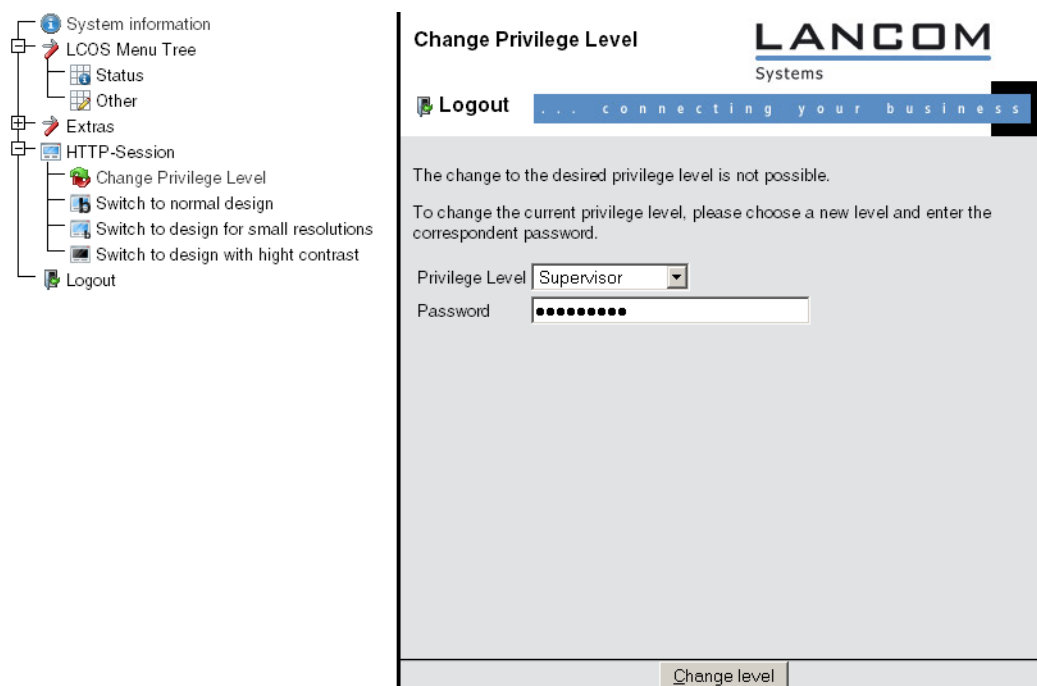 System information
LCOS Menu Tree
Status
Other
Extras
HTTP-Session
Change Privilege Level
Switch to normal design
Switch to design for small resolutions
Switch to design with hight contrast
Logout
Change Privilege Level
LANCOM
Systems
Logout
... connecting your business
The change to the desired privilege level is not possible.
To change the current privilege level, please choose a new level and enter the
correspondent password.
Privilege Level Supervisor
Password ●●●●●●●●●
Change level